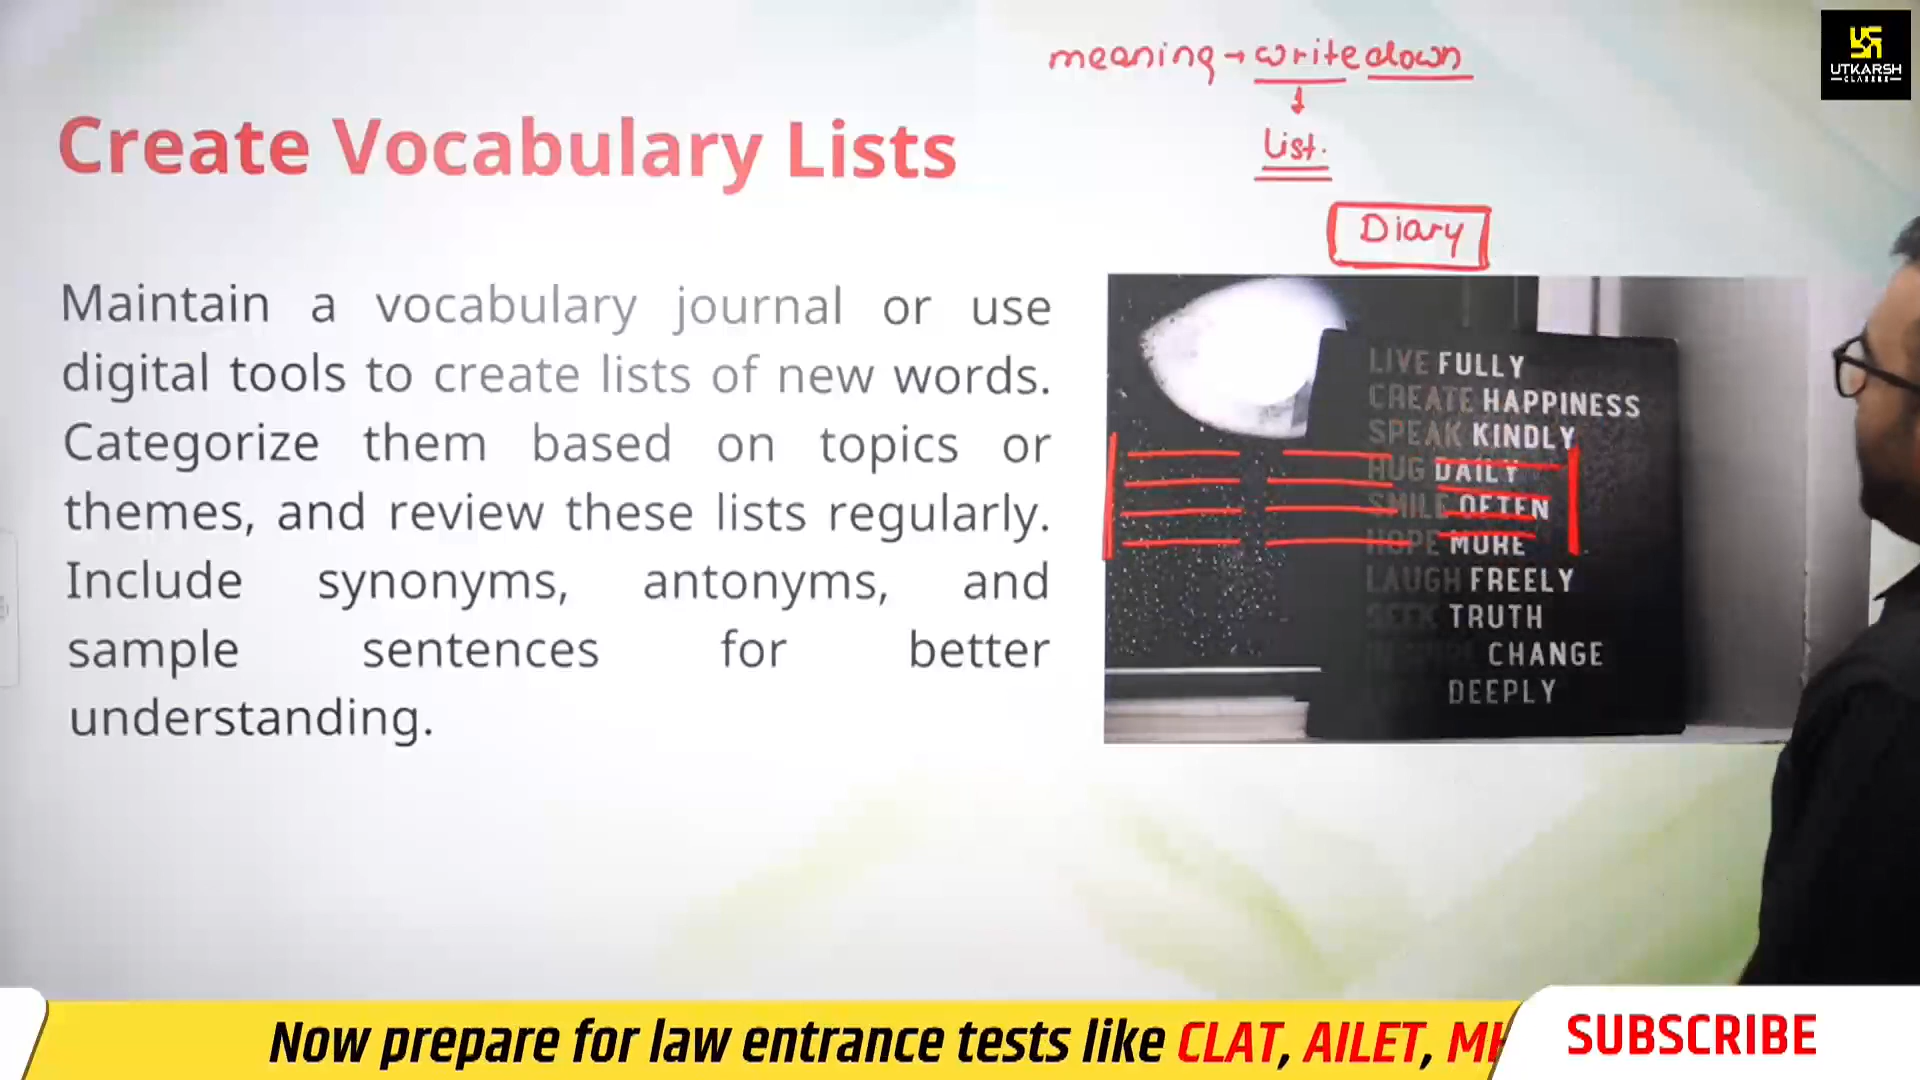 meaning → write down
↓
List.
UTKARSH
CLASSES
Create Vocabulary Lists
Diary
Maintain a vocabulary journal or use
digital tools to create lists of new words.
Categorize them based on topics or
themes, and review these lists regularly.
Include synonyms, antonyms, and
sample sentences for better
understanding.
LIVE FULLY
CREATE HAPPINESS
SPEAK KINDLY
HUG DAILY
SMILE OFTEN
HOPE MORE
LAUGH FREELY
SEEK TRUTH
CHANGE
DEEPLY
Now prepare for law entrance tests like CLAT, AILET,
SUBSCRIBE